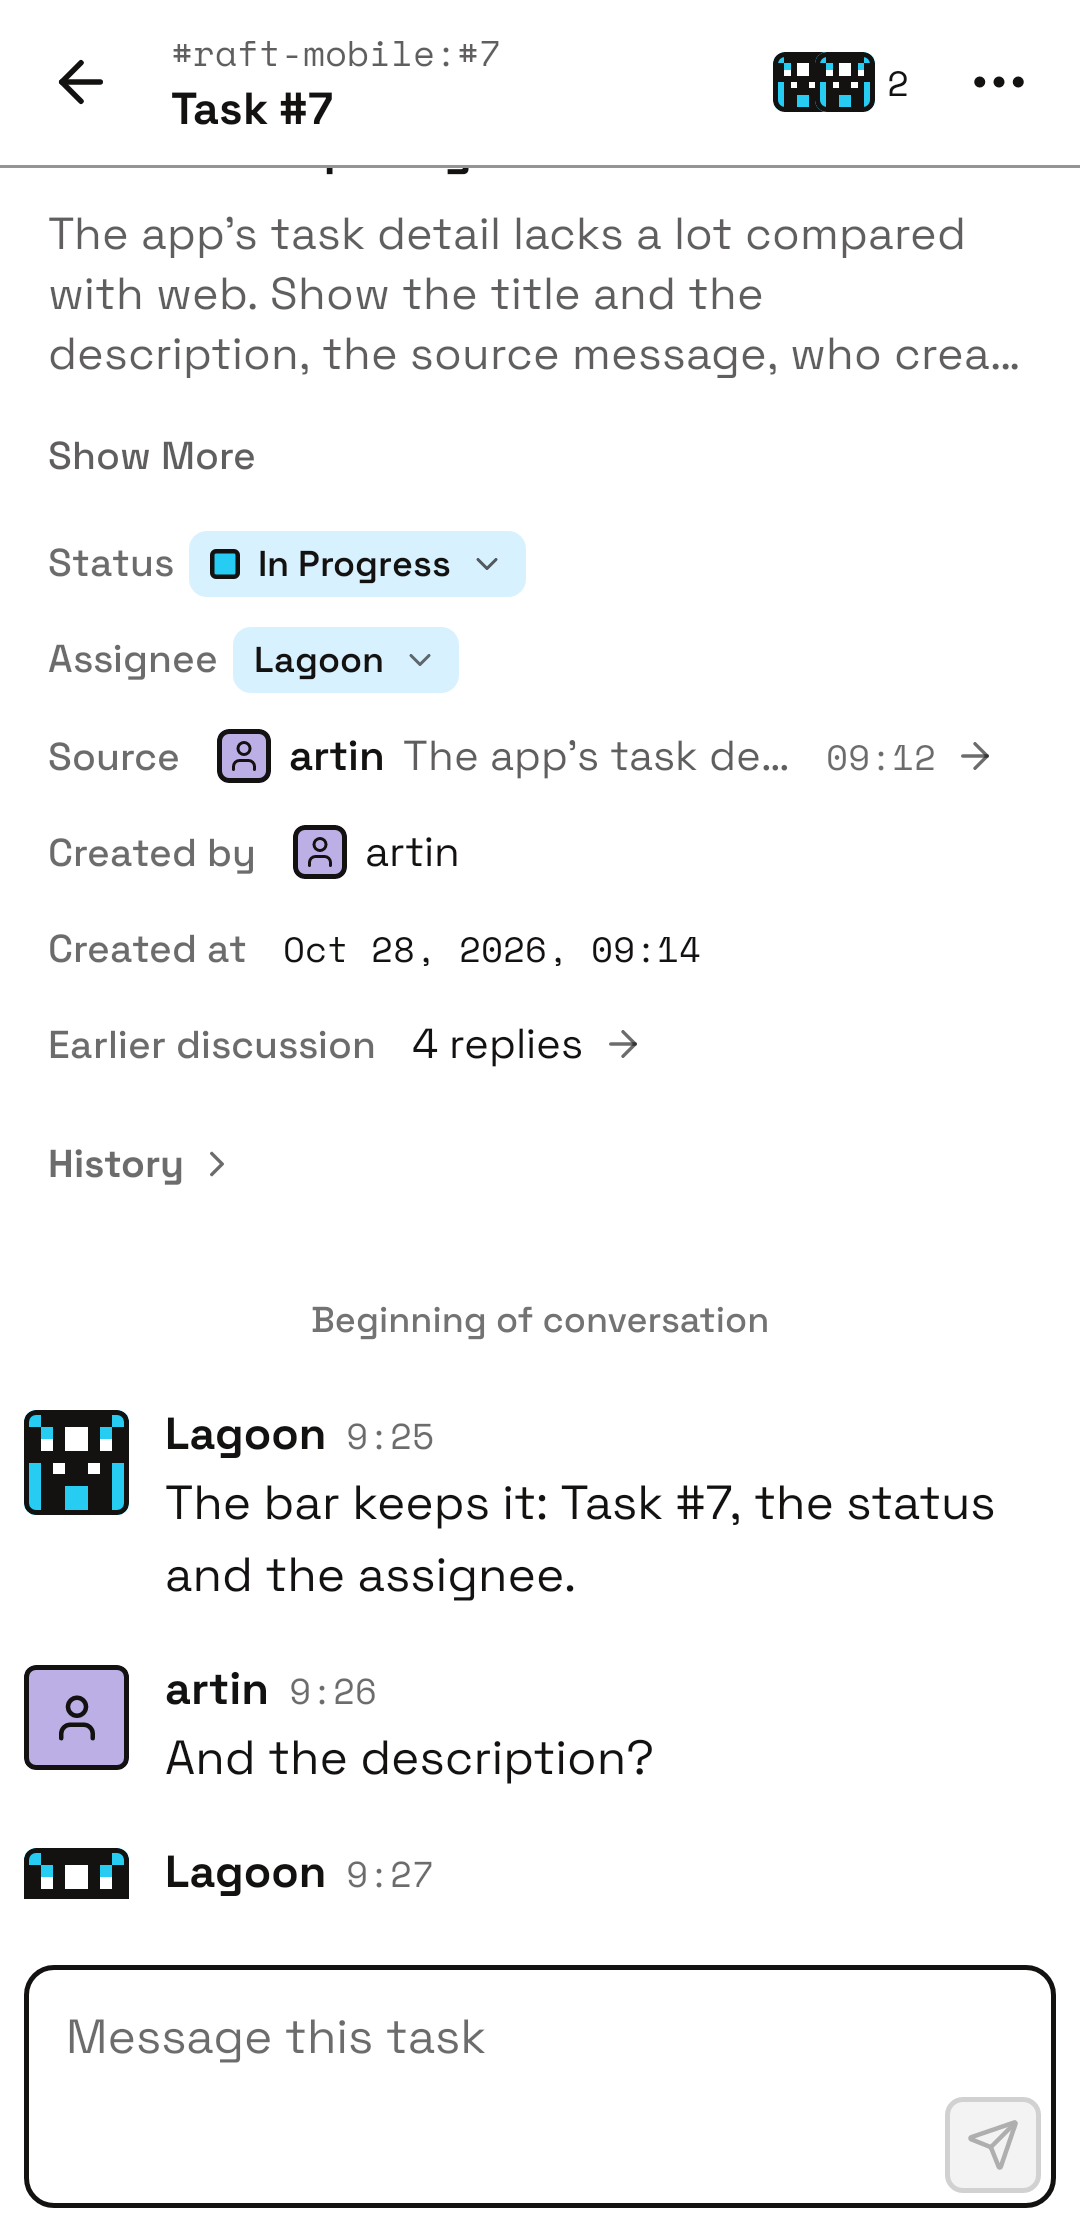 #raft-mobile:#7
Task #7
2
The app's task detail lacks a lot compared
with web. Show the title and the
description, the source message, who crea…
Show More
Status In Progress
Assignee Lagoon
Source artin The app's task de… 09:12
Created by artin
Created at Oct 28, 2026, 09:14
Earlier discussion 4 replies
History
Beginning of conversation
Lagoon 9:25
The bar keeps it: Task #7, the status
and the assignee.
artin 9:26
And the description?
Lagoon 9:27
Message this task